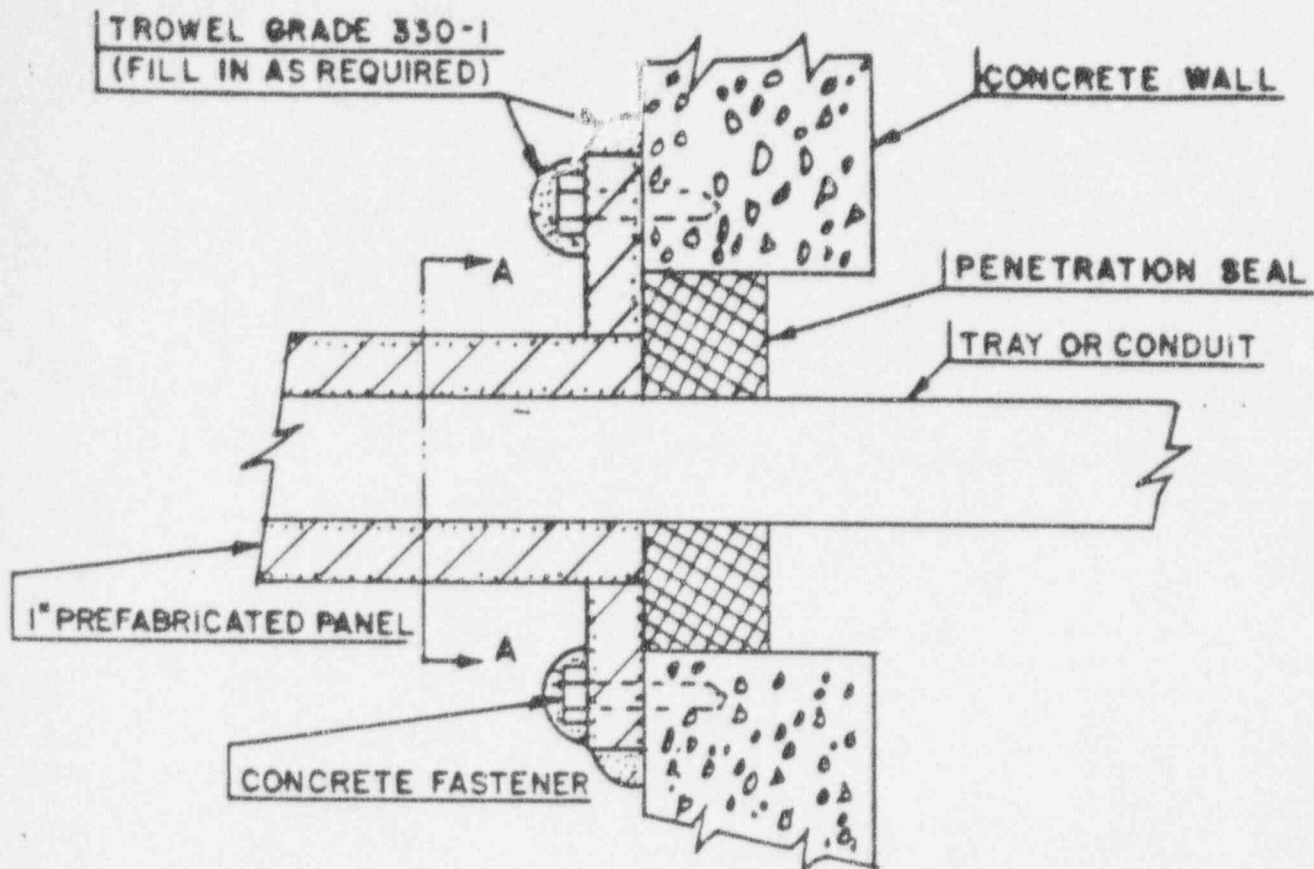 TROWEL GRADE 330-1
(FILL IN AS REQUIRED)
CONCRETE WALL
A
PENETRATION SEAL
TRAY OR CONDUIT
1" PREFABRICATED PANEL
A
CONCRETE FASTENER